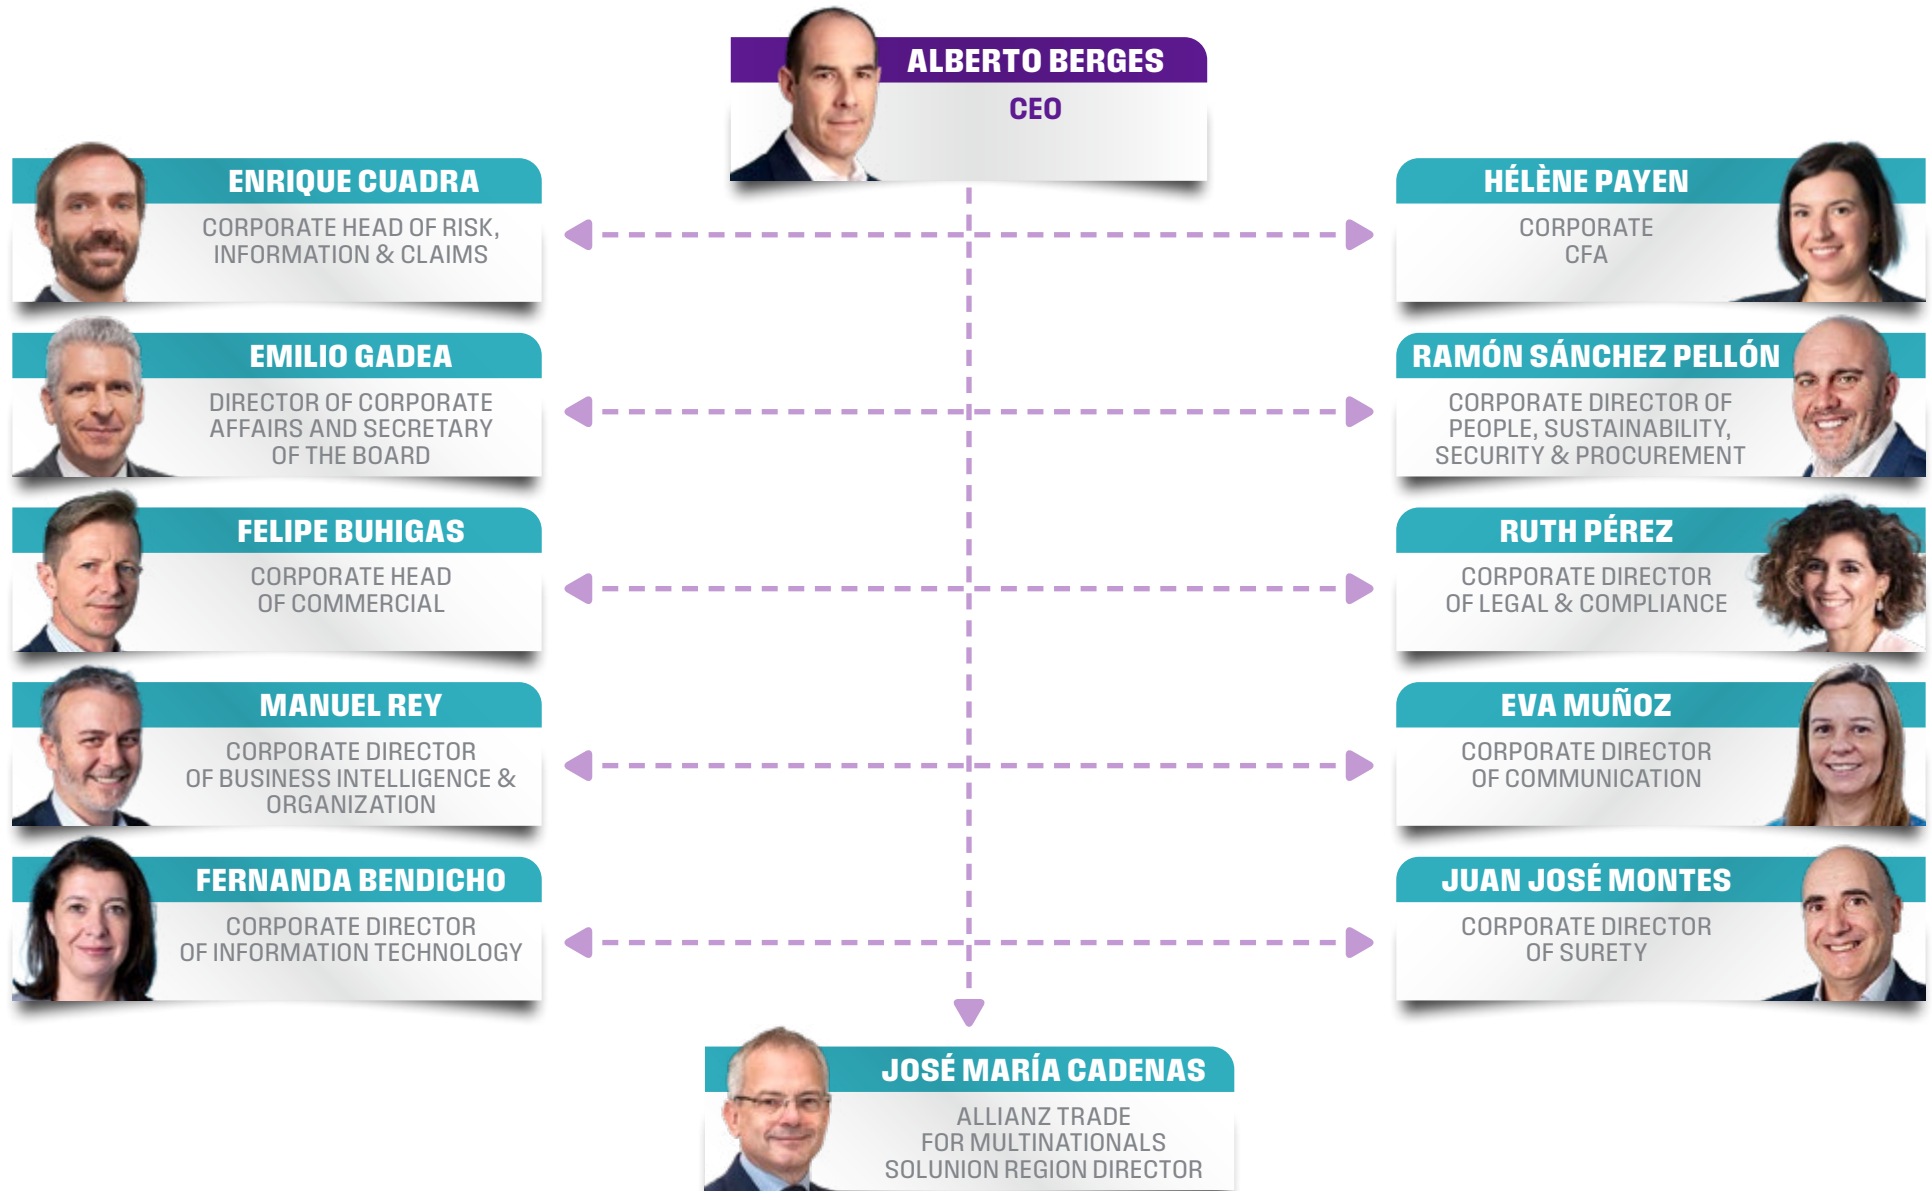 ALBERTO BERGES
CEO
ENRIQUE CUADRA
CORPORATE HEAD OF RISK,
INFORMATION & CLAIMS
HÉLÈNE PAYEN
CORPORATE
CFA
EMILIO GADEA
DIRECTOR OF CORPORATE
AFFAIRS AND SECRETARY
OF THE BOARD
RAMÓN SÁNCHEZ PELLÓN
CORPORATE DIRECTOR OF
PEOPLE, SUSTAINABILITY,
SECURITY & PROCUREMENT
FELIPE BUHIGAS
CORPORATE HEAD
OF COMMERCIAL
RUTH PÉREZ
CORPORATE DIRECTOR
OF LEGAL & COMPLIANCE
MANUEL REY
CORPORATE DIRECTOR
OF BUSINESS INTELLIGENCE &
ORGANIZATION
EVA MUÑOZ
CORPORATE DIRECTOR
OF COMMUNICATION
FERNANDA BENDICHO
CORPORATE DIRECTOR
OF INFORMATION TECHNOLOGY
JUAN JOSÉ MONTES
CORPORATE DIRECTOR
OF SURETY
JOSÉ MARÍA CADENAS
ALLIANZ TRADE
FOR MULTINATIONALS
SOLUNION REGION DIRECTOR